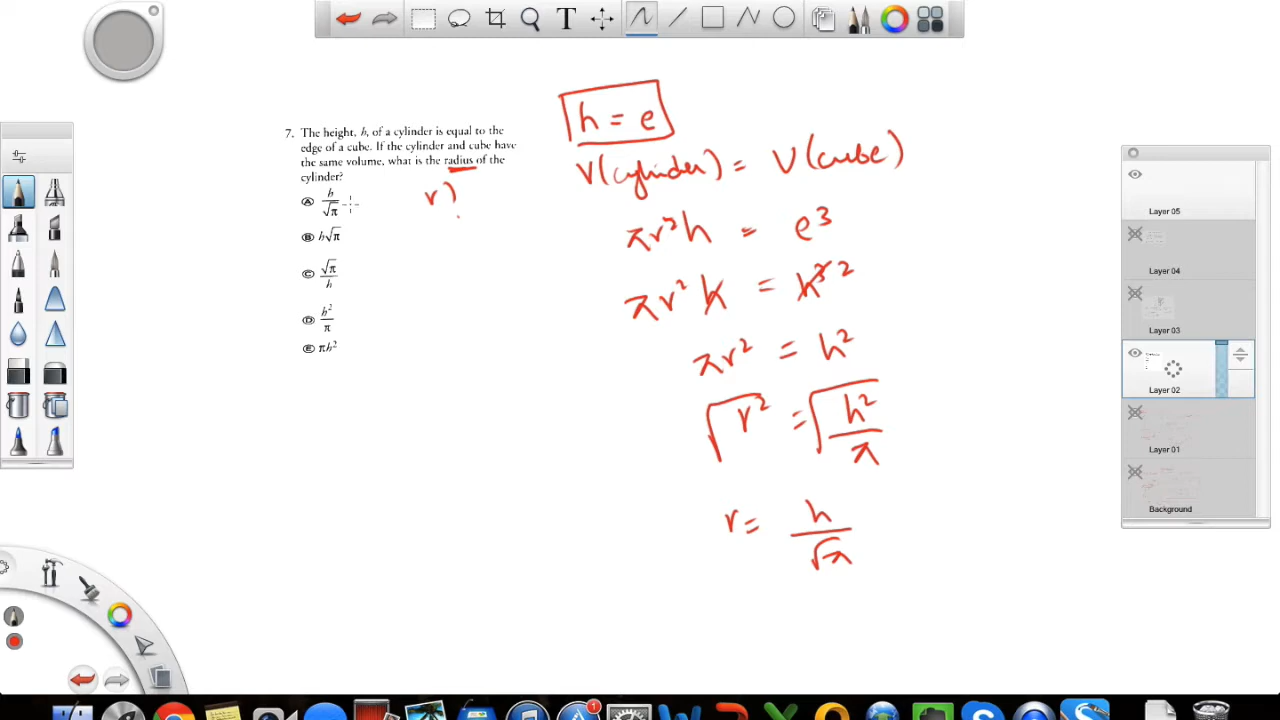 7. The height, h, of a cylinder is equal to the
edge of a cube. If the cylinder and cube have
the same volume, what is the radius of the
cylinder?
A h/√π
B h√π
C √π/h
D h²/π
E πh²
r?
h = e
V(cylinder) = V(cube)
πr²h = e³
πr²h = h³ 2
πr² = h²
√r² = √h²/π
r = h/√π
Layer 05
Layer 04
Layer 03
Layer 02
Layer 01
Background
T
1